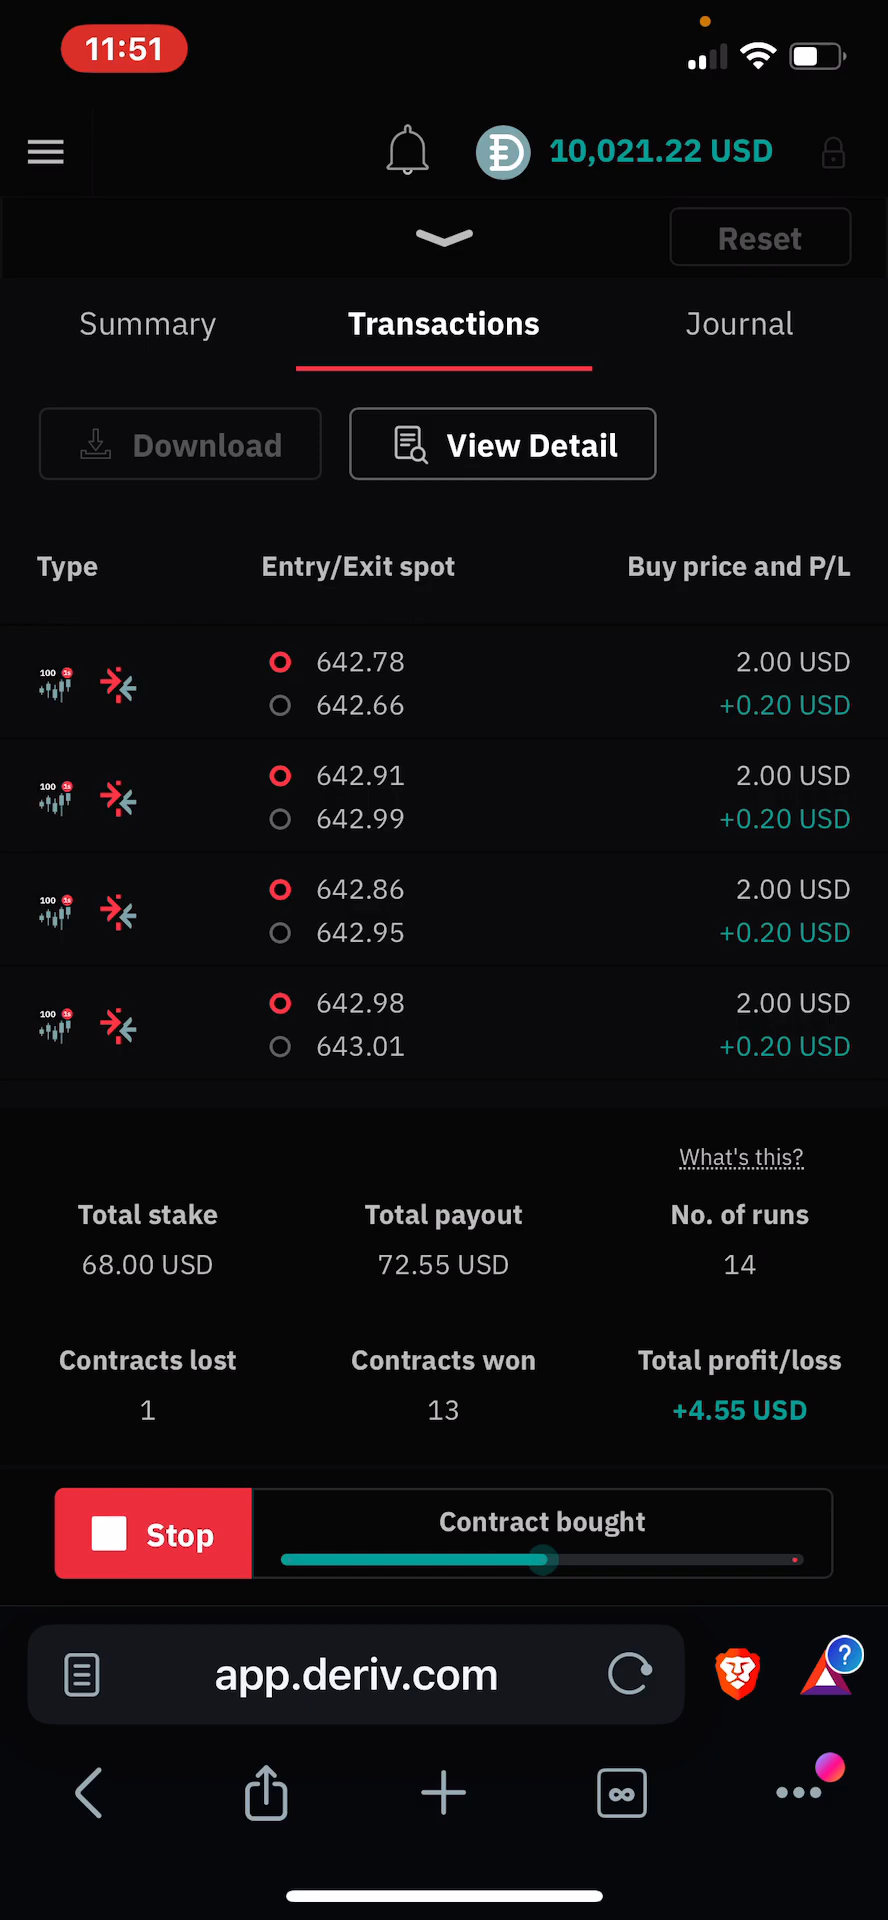 11:51
10,021.22 USD
Reset
Summary
Transactions
Journal
Download
View Detail
Type
Entry/Exit spot
Buy price and P/L
100 1s
642.78
2.00 USD
642.66
+0.20 USD
100 1s
642.91
2.00 USD
642.99
+0.20 USD
100 1s
642.86
2.00 USD
642.95
+0.20 USD
100 1s
642.98
2.00 USD
643.01
+0.20 USD
What's this?
Total stake
Total payout
No. of runs
68.00 USD
72.55 USD
14
Contracts lost
Contracts won
Total profit/loss
1
13
+4.55 USD
Stop
Contract bought
app.deriv.com
?